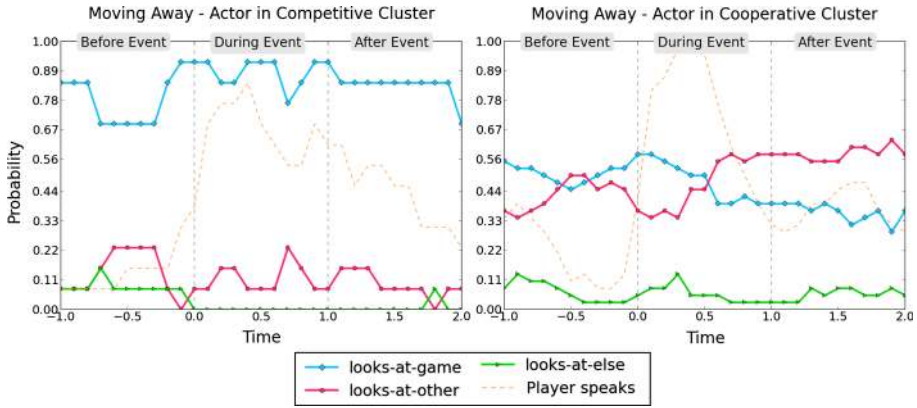 Moving Away - Actor in Competitive Cluster
Moving Away - Actor in Cooperative Cluster
Before Event During Event After Event
Before Event During Event After Event
Probability
1.00
0.89
0.78
0.67
0.56
0.44
0.33
0.22
0.11
0.00
1.00
0.89
0.78
0.67
0.56
0.44
0.33
0.22
0.11
0.00
−1.0 −0.5 0.0 0.5 1.0 1.5 2.0
−1.0 −0.5 0.0 0.5 1.0 1.5 2.0
Time
Time
looks-at-game
looks-at-other
looks-at-else
Player speaks